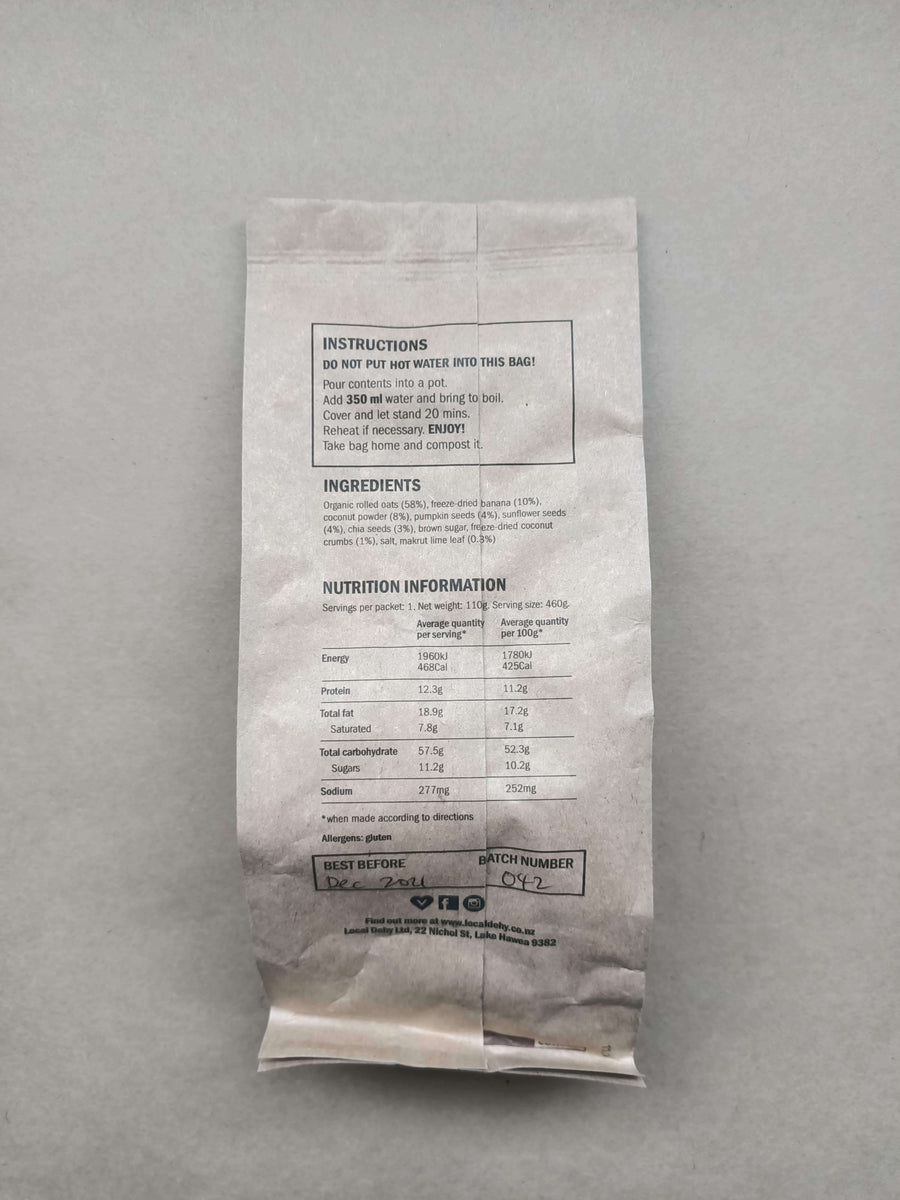 INSTRUCTIONS
DO NOT PUT HOT WATER INTO THIS BAG!
Pour contents into a pot.
Add 350 ml water and bring to boil.
Cover and let stand 20 mins.
Reheat if necessary. ENJOY!
Take bag home and compost it.
INGREDIENTS
Organic rolled oats (58%), freeze-dried banana (10%),
coconut powder (8%), pumpkin seeds (4%), sunflower seeds
(4%), chia seeds (3%), brown sugar, freeze-dried coconut
crumbs (1%), salt, makrut lime leaf (0.3%)
NUTRITION INFORMATION
Servings per packet: 1. Net weight: 110g. Serving size: 460g.
Average quantity per serving* Average quantity per 100g*
Energy 1960kJ 1780kJ
468Cal 425Cal
Protein 12.3g 11.2g
Total fat 18.9g 17.2g
Saturated 7.8g 7.1g
Total carbohydrate 57.5g 52.3g
Sugars 11.2g 10.2g
Sodium 277mg 252mg
*when made according to directions
Allergens: gluten
BEST BEFORE BATCH NUMBER
Dec 2021 042
Find out more at www.localdehy.co.nz
Local Dehy Ltd, 22 Nichol St, Lake Hawea 9382